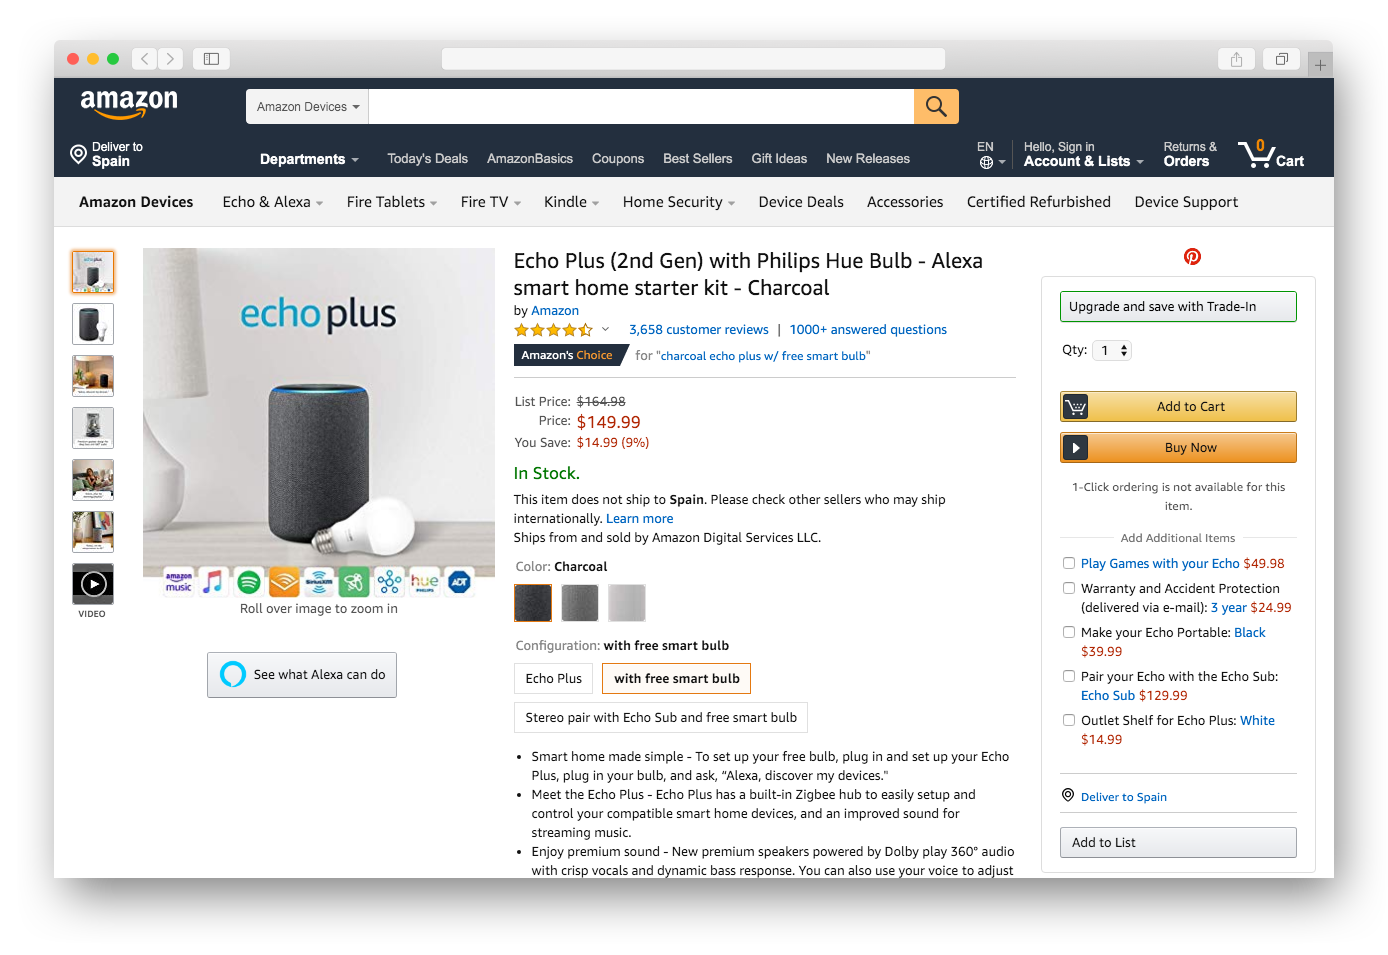 amazon
Amazon Devices
Deliver to
Spain
Departments
Today's Deals
AmazonBasics
Coupons
Best Sellers
Gift Ideas
New Releases
EN
Hello, Sign in
Account & Lists
Returns &
Orders
0
Cart
Amazon Devices
Echo & Alexa
Fire Tablets
Fire TV
Kindle
Home Security
Device Deals
Accessories
Certified Refurbished
Device Support
echo plus
amazon
music
SiriusXM
hue
PHILIPS
ADT
Roll over image to zoom in
VIDEO
See what Alexa can do
Echo Plus (2nd Gen) with Philips Hue Bulb - Alexa
smart home starter kit - Charcoal
by Amazon
3,658 customer reviews | 1000+ answered questions
Amazon's Choice for "charcoal echo plus w/ free smart bulb"
List Price: $164.98
Price: $149.99
You Save: $14.99 (9%)
In Stock.
This item does not ship to Spain. Please check other sellers who may ship
internationally. Learn more
Ships from and sold by Amazon Digital Services LLC.
Color: Charcoal
Configuration: with free smart bulb
Echo Plus
with free smart bulb
Stereo pair with Echo Sub and free smart bulb
• Smart home made simple - To set up your free bulb, plug in and set up your Echo
Plus, plug in your bulb, and ask, “Alexa, discover my devices."
• Meet the Echo Plus - Echo Plus has a built-in Zigbee hub to easily setup and
control your compatible smart home devices, and an improved sound for
streaming music.
• Enjoy premium sound - New premium speakers powered by Dolby play 360° audio
with crisp vocals and dynamic bass response. You can also use your voice to adjust
Upgrade and save with Trade-In
Qty: 1
Add to Cart
Buy Now
1-Click ordering is not available for this
item.
Add Additional Items
Play Games with your Echo $49.98
Warranty and Accident Protection
(delivered via e-mail): 3 year $24.99
Make your Echo Portable: Black
$39.99
Pair your Echo with the Echo Sub:
Echo Sub $129.99
Outlet Shelf for Echo Plus: White
$14.99
Deliver to Spain
Add to List